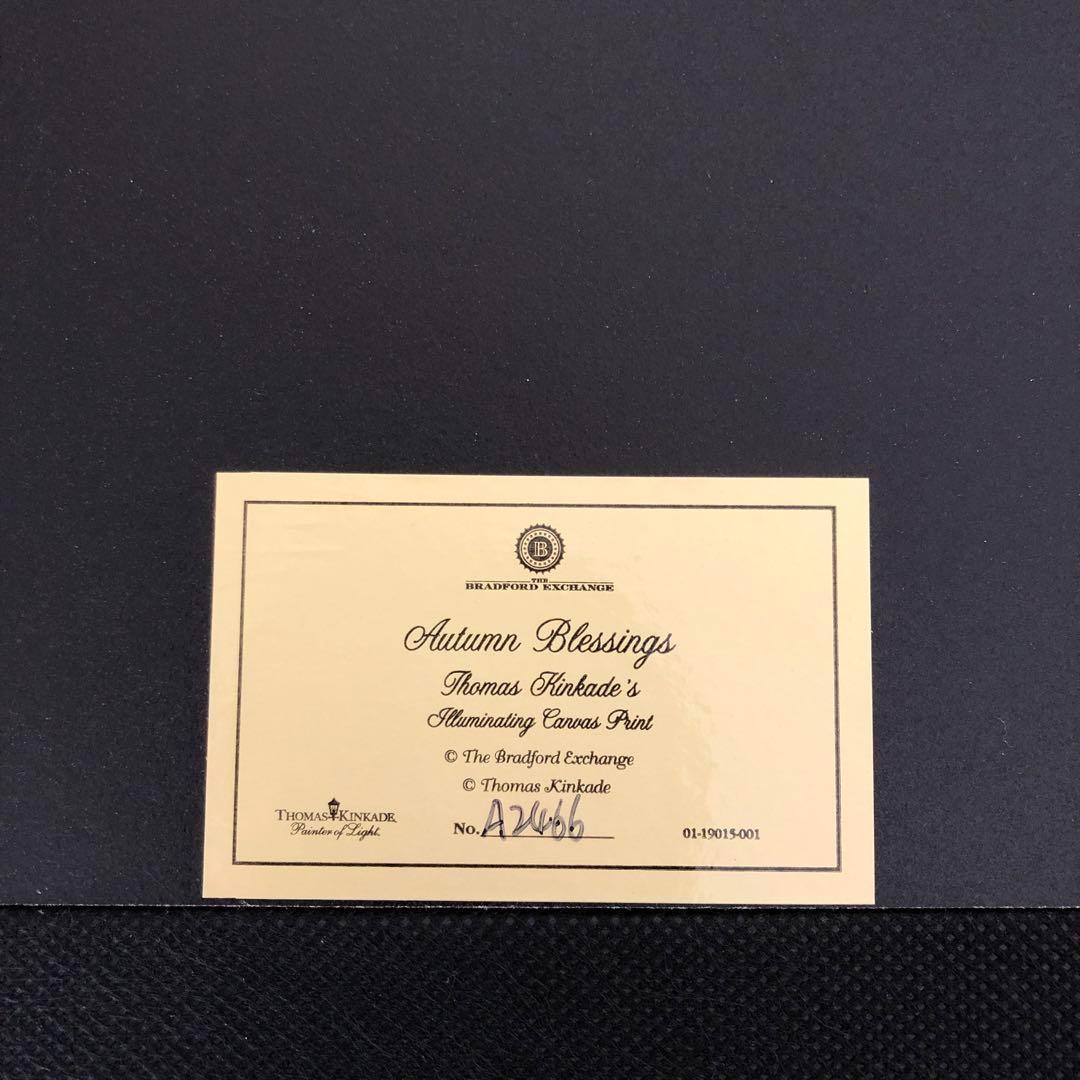 B
THE
BRADFORD EXCHANGE
Autumn Blessings
Thomas Kinkade's
Illuminating Canvas Print
© The Bradford Exchange
© Thomas Kinkade
THOMAS KINKADE
Painter of Light
No. A2466
01-19015-001